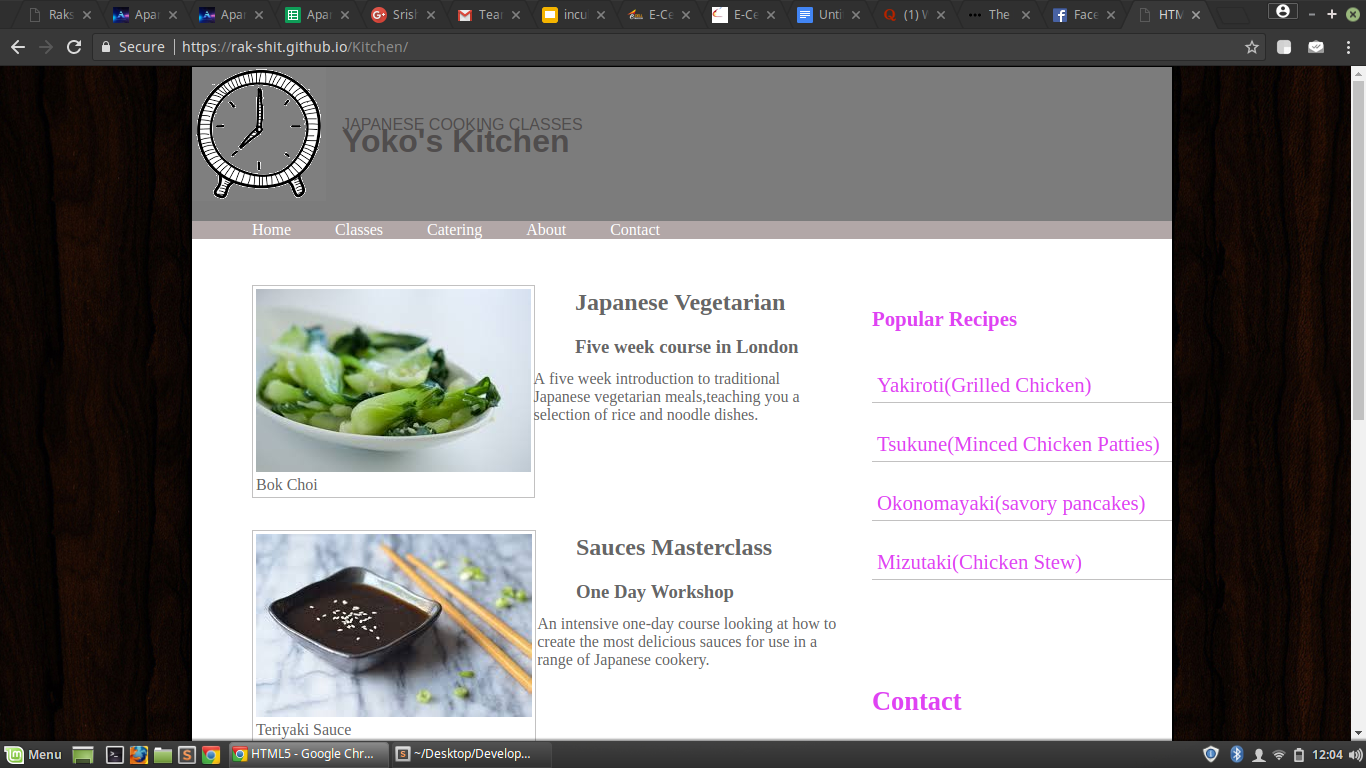 Raks
Apar
Apar
Apar
Srish
Tear
incu
E-Ce
E-Ce
Unti
(1) W
The
Face
HTM
Secure
https://rak-shit.github.io/Kitchen/
JAPANESE COOKING CLASSES
Yoko's Kitchen
Home Classes Catering About Contact
Japanese Vegetarian
Five week course in London
A five week introduction to traditional
Japanese vegetarian meals,teaching you a
selection of rice and noodle dishes.
Bok Choi
Sauces Masterclass
One Day Workshop
An intensive one-day course looking at how to
create the most delicious sauces for use in a
range of Japanese cookery.
Teriyaki Sauce
Popular Recipes
Yakiroti(Grilled Chicken)
Tsukune(Minced Chicken Patties)
Okonomayaki(savory pancakes)
Mizutaki(Chicken Stew)
Contact
Menu
HTML5 - Google Chr...
~/Desktop/Develop...
12:04